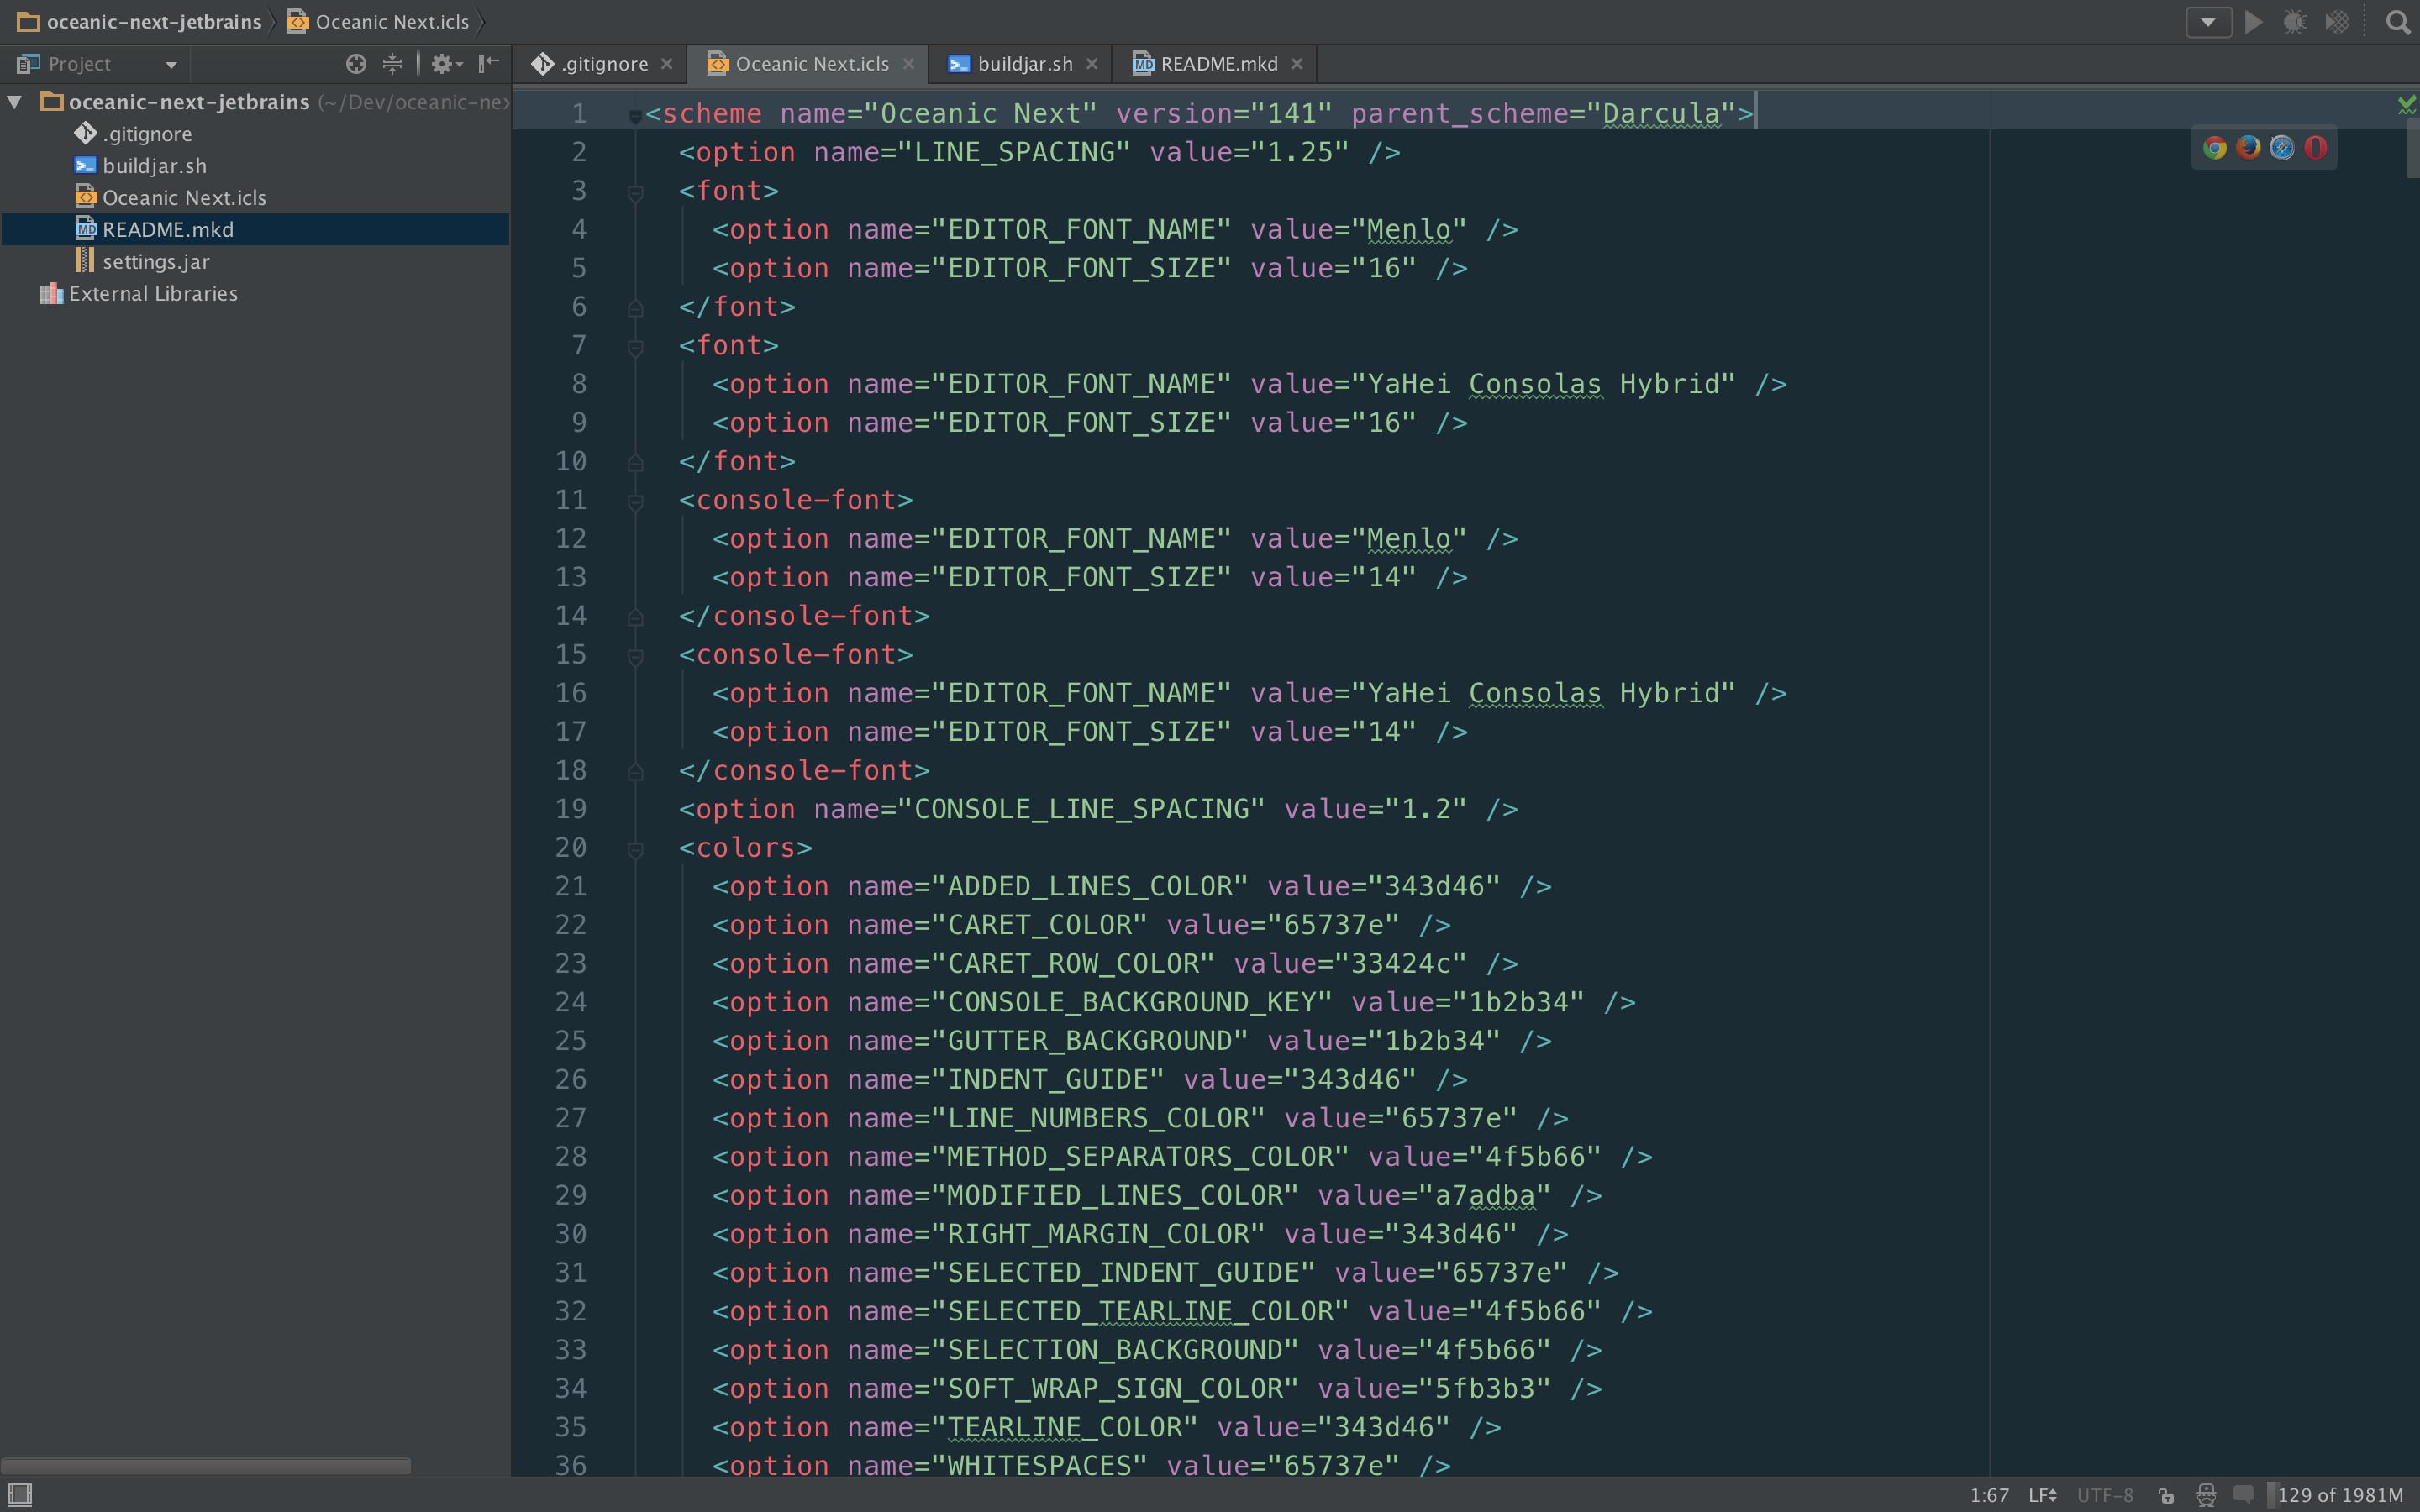 oceanic-next-jetbrains Oceanic Next.icls
Project
.gitignore Oceanic Next.icls buildjar.sh README.mkd
oceanic-next-jetbrains (~/Dev/oceanic-nex
.gitignore
buildjar.sh
Oceanic Next.icls
README.mkd
settings.jar
External Libraries
1 <scheme name="Oceanic Next" version="141" parent_scheme="Darcula">
2 <option name="LINE_SPACING" value="1.25" />
3 <font>
4 <option name="EDITOR_FONT_NAME" value="Menlo" />
5 <option name="EDITOR_FONT_SIZE" value="16" />
6 </font>
7 <font>
8 <option name="EDITOR_FONT_NAME" value="YaHei Consolas Hybrid" />
9 <option name="EDITOR_FONT_SIZE" value="16" />
10 </font>
11 <console-font>
12 <option name="EDITOR_FONT_NAME" value="Menlo" />
13 <option name="EDITOR_FONT_SIZE" value="14" />
14 </console-font>
15 <console-font>
16 <option name="EDITOR_FONT_NAME" value="YaHei Consolas Hybrid" />
17 <option name="EDITOR_FONT_SIZE" value="14" />
18 </console-font>
19 <option name="CONSOLE_LINE_SPACING" value="1.2" />
20 <colors>
21 <option name="ADDED_LINES_COLOR" value="343d46" />
22 <option name="CARET_COLOR" value="65737e" />
23 <option name="CARET_ROW_COLOR" value="33424c" />
24 <option name="CONSOLE_BACKGROUND_KEY" value="1b2b34" />
25 <option name="GUTTER_BACKGROUND" value="1b2b34" />
26 <option name="INDENT_GUIDE" value="343d46" />
27 <option name="LINE_NUMBERS_COLOR" value="65737e" />
28 <option name="METHOD_SEPARATORS_COLOR" value="4f5b66" />
29 <option name="MODIFIED_LINES_COLOR" value="a7adba" />
30 <option name="RIGHT_MARGIN_COLOR" value="343d46" />
31 <option name="SELECTED_INDENT_GUIDE" value="65737e" />
32 <option name="SELECTED_TEARLINE_COLOR" value="4f5b66" />
33 <option name="SELECTION_BACKGROUND" value="4f5b66" />
34 <option name="SOFT_WRAP_SIGN_COLOR" value="5fb3b3" />
35 <option name="TEARLINE_COLOR" value="343d46" />
36 <option name="WHITESPACES" value="65737e" />
1:67 LF UTF-8 129 of 1981M